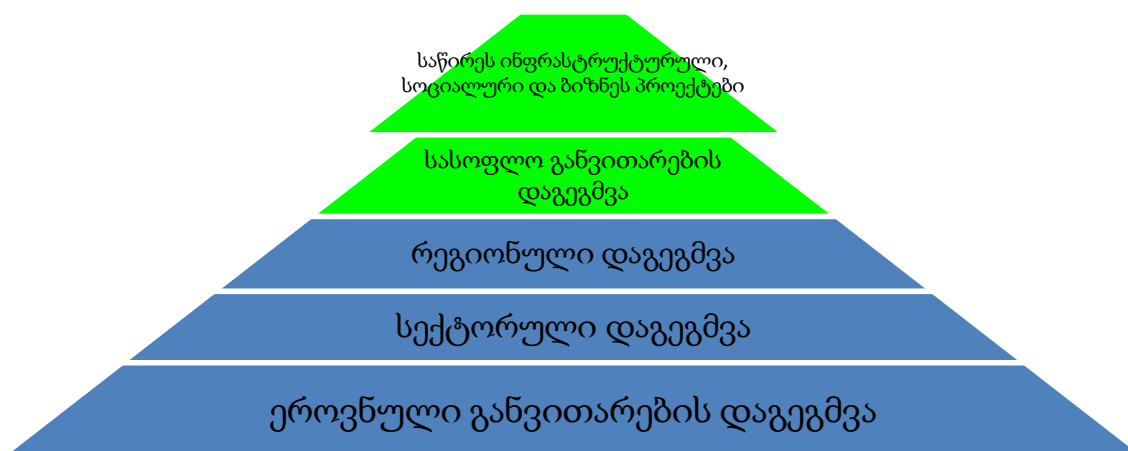 საწირეს ინფრასტრუქტურული,
სოციალური და ბიზნეს პროექტები
სასოფლო განვითარების
დაგეგმვა
რეგიონული დაგეგმვა
სექტორული დაგეგმვა
ეროვნული განვითარების დაგეგმვა